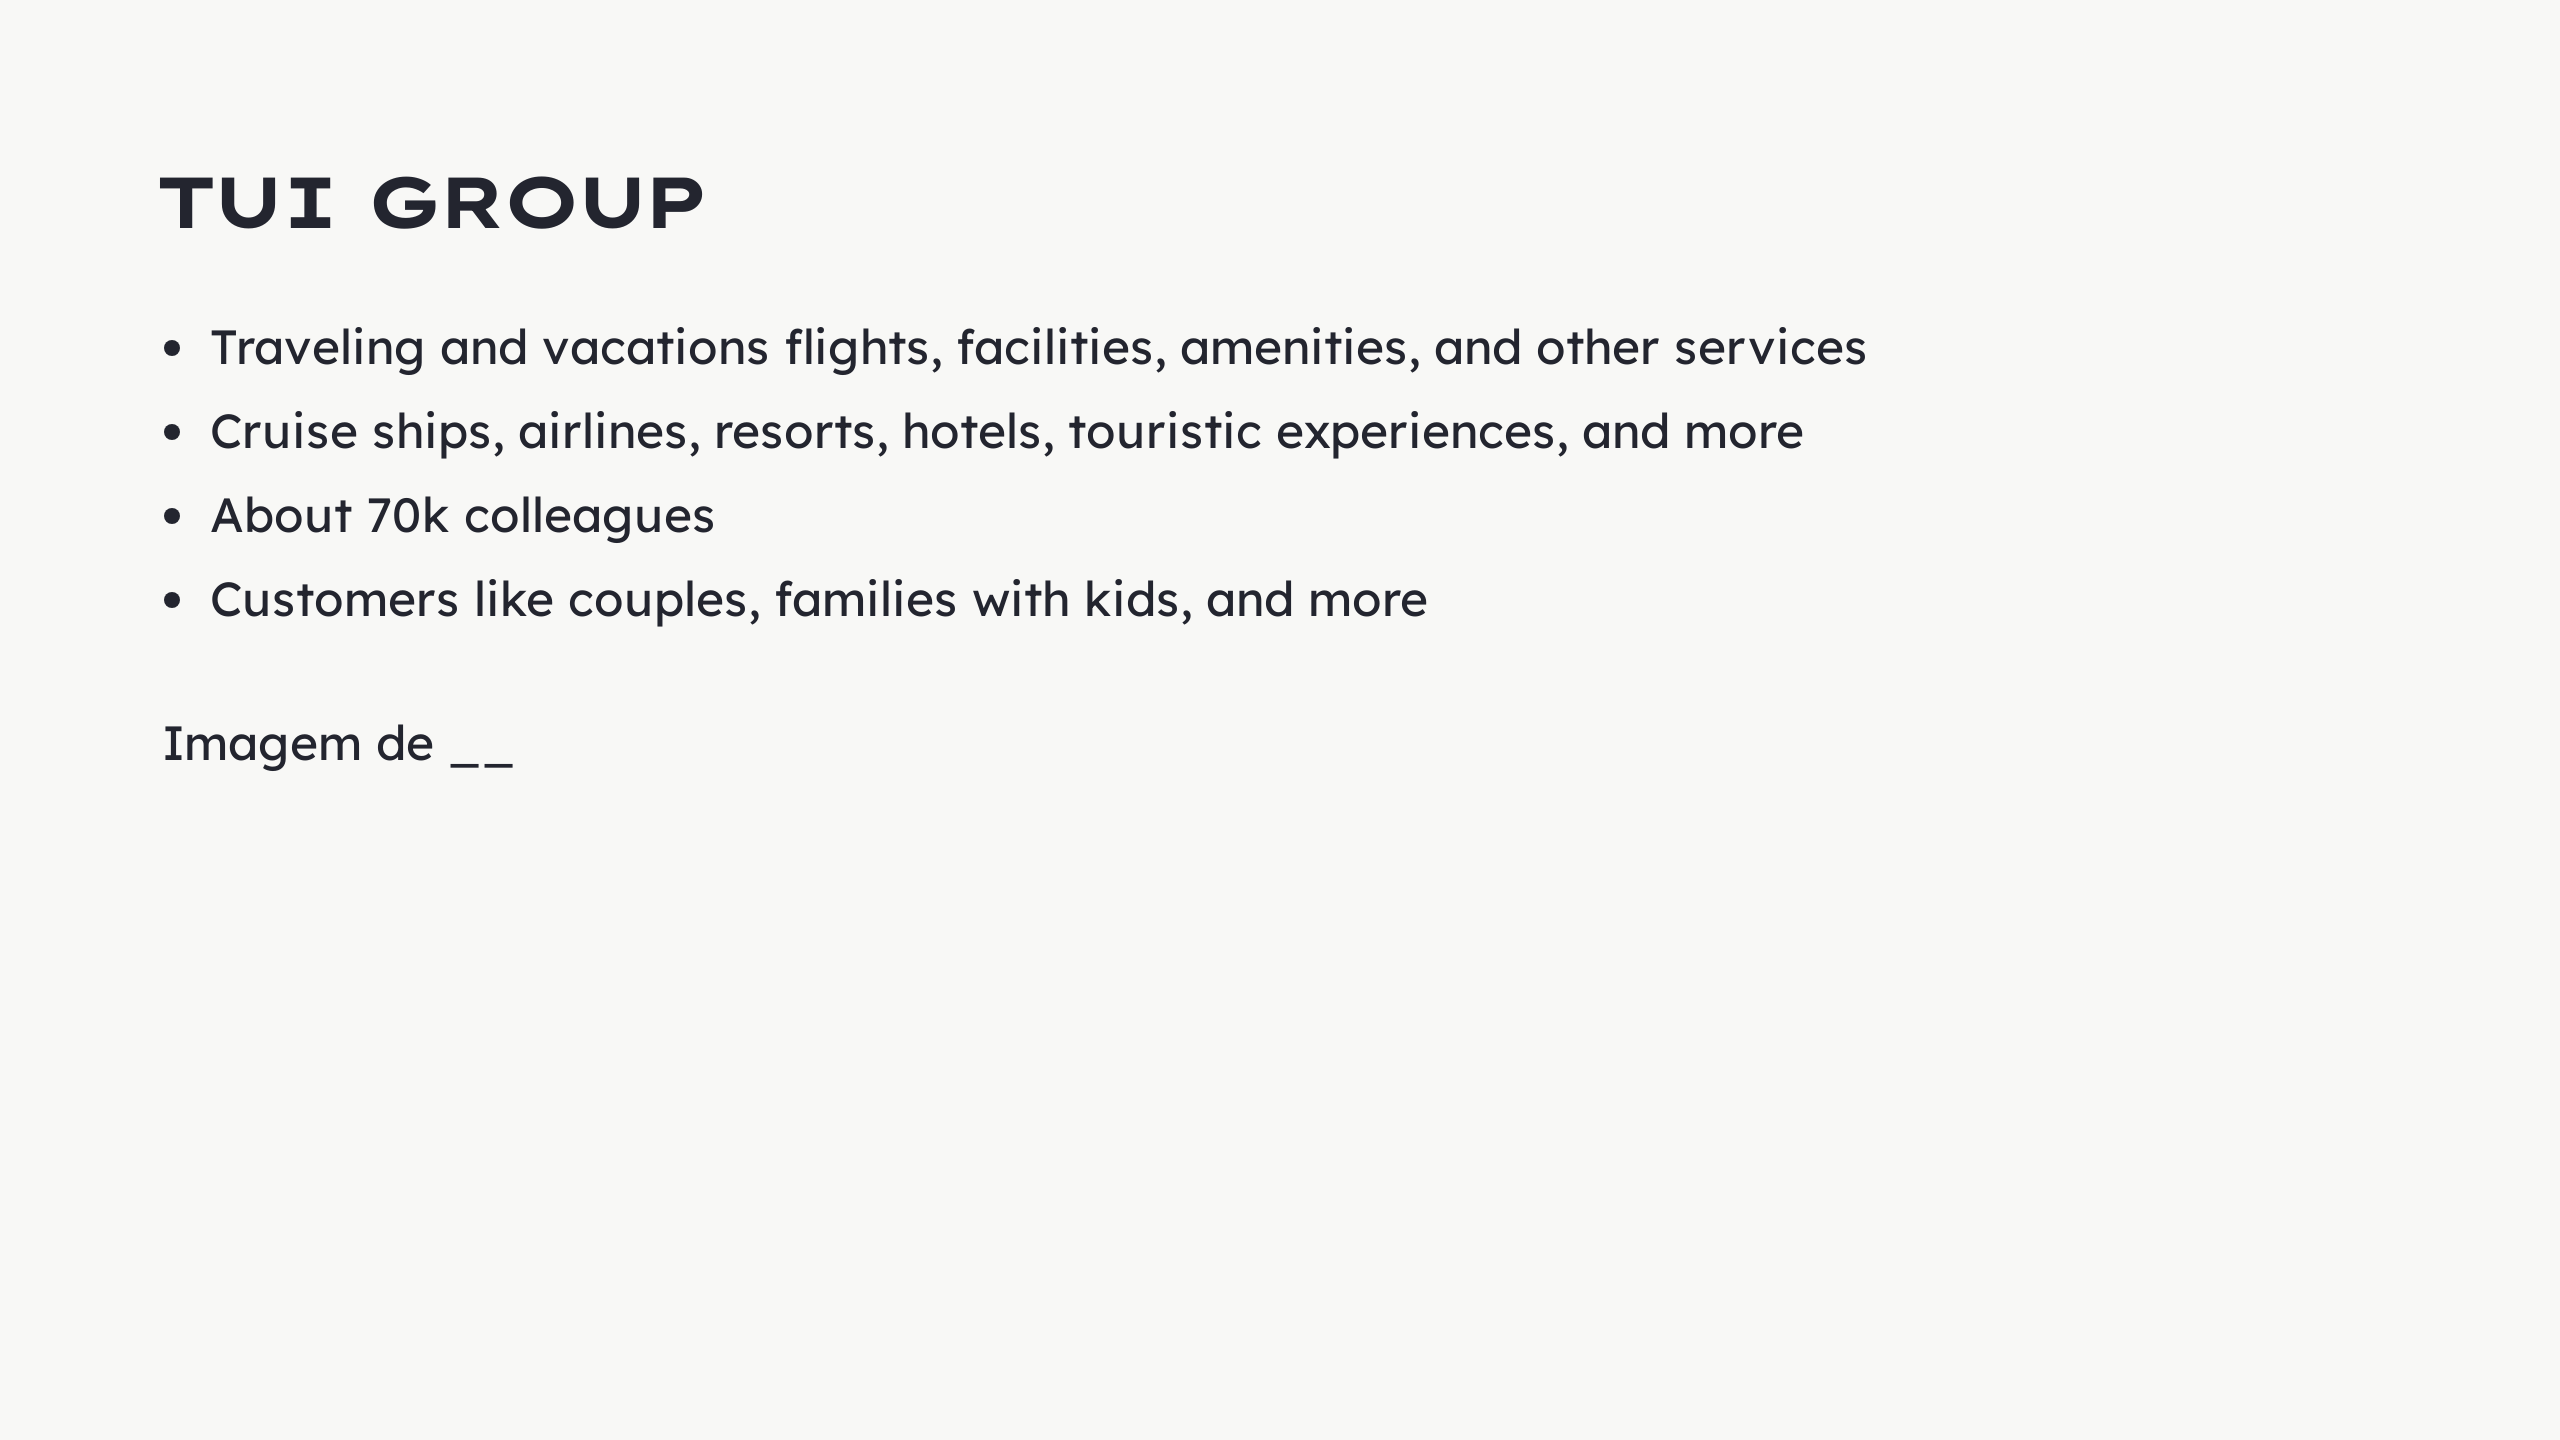 TUI GROUP
• Traveling and vacations flights, facilities, amenities, and other services
• Cruise ships, airlines, resorts, hotels, touristic experiences, and more
• About 70k colleagues
• Customers like couples, families with kids, and more
Imagem de __